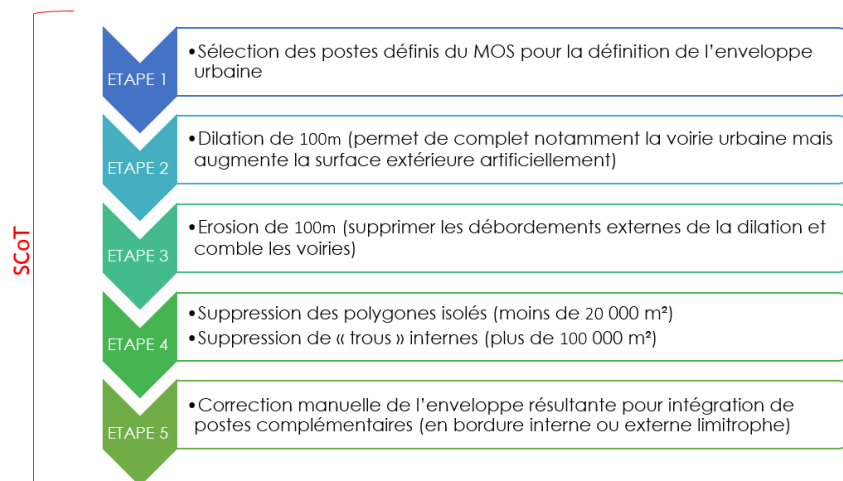 SCoT
ETAPE 1
•Sélection des postes définis du MOS pour la définition de l'enveloppe
urbaine
ETAPE 2
•Dilation de 100m (permet de complet notamment la voirie urbaine mais
augmente la surface extérieure artificiellement)
ETAPE 3
•Erosion de 100m (supprimer les débordements externes de la dilation et
comble les voiries)
ETAPE 4
•Suppression des polygones isolés (moins de 20 000 m²)
•Suppression de « trous » internes (plus de 100 000 m²)
ETAPE 5
•Correction manuelle de l'enveloppe résultante pour intégration de
postes complémentaires (en bordure interne ou externe limitrophe)